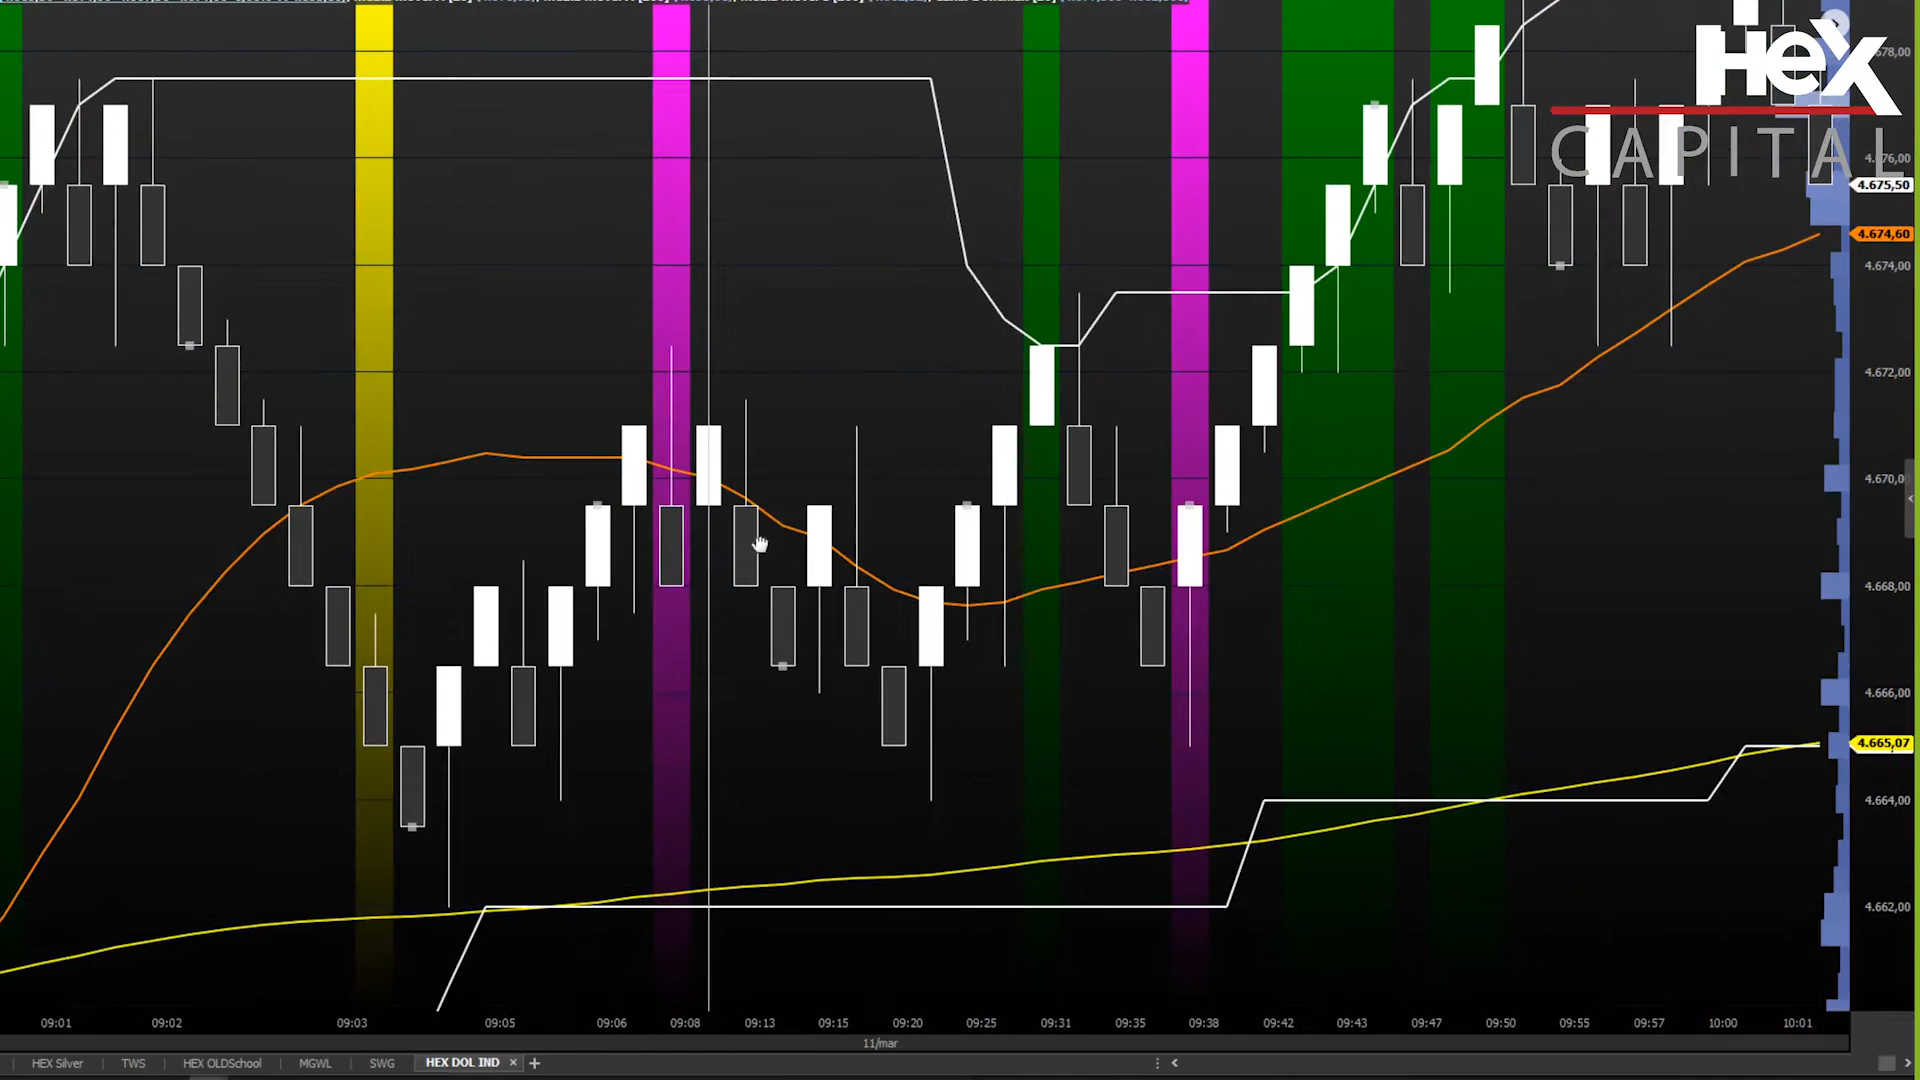 HeX
CAPITAL
4.676,00
4.675,50
4.674,60
4.674,00
4.672,00
4.670,00
4.668,00
4.666,00
4.665,07
4.664,00
4.662,00
09:01 09:02 09:03 09:05 09:06 09:08 09:13 09:15 09:20 09:25 09:31 09:35 09:38 09:42 09:43 09:47 09:50 09:55 09:57 10:00 10:01
11/mar
HEX Silver TWS HEX OLDSchool MGWL SWG HEX DOL IND × +